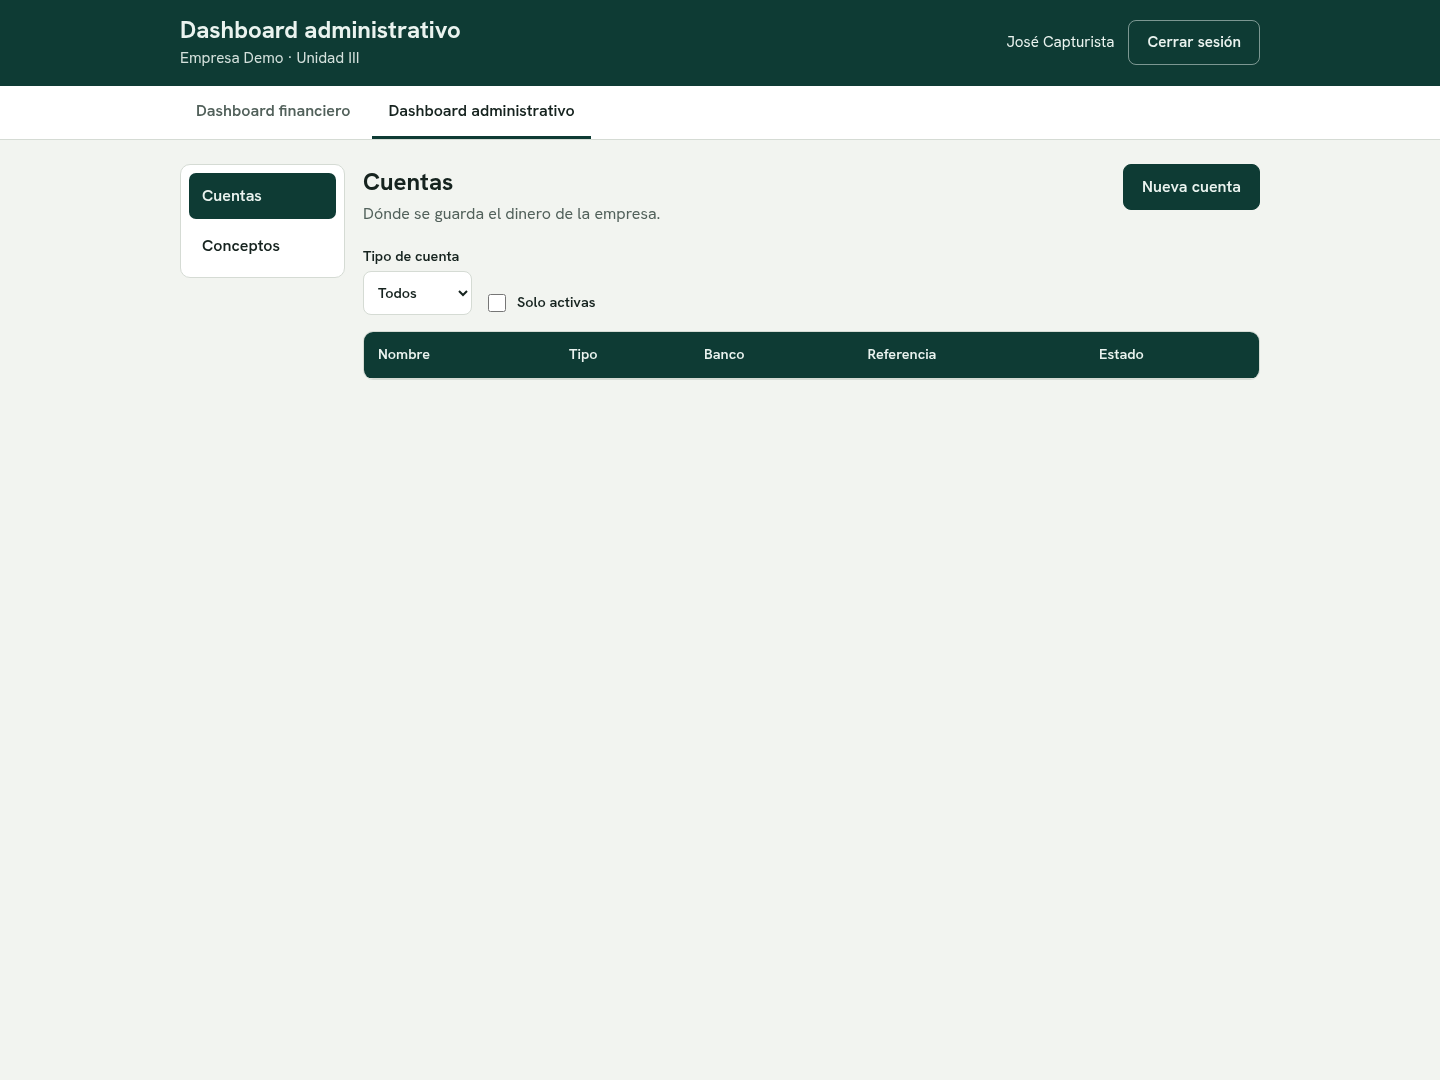 Dashboard administrativo
Empresa Demo · Unidad III
José Capturista
Cerrar sesión
Dashboard financiero
Dashboard administrativo
Cuentas
Conceptos
Cuentas
Dónde se guarda el dinero de la empresa.
Nueva cuenta
Tipo de cuenta
Todos
Solo activas
Nombre Tipo Banco Referencia Estado